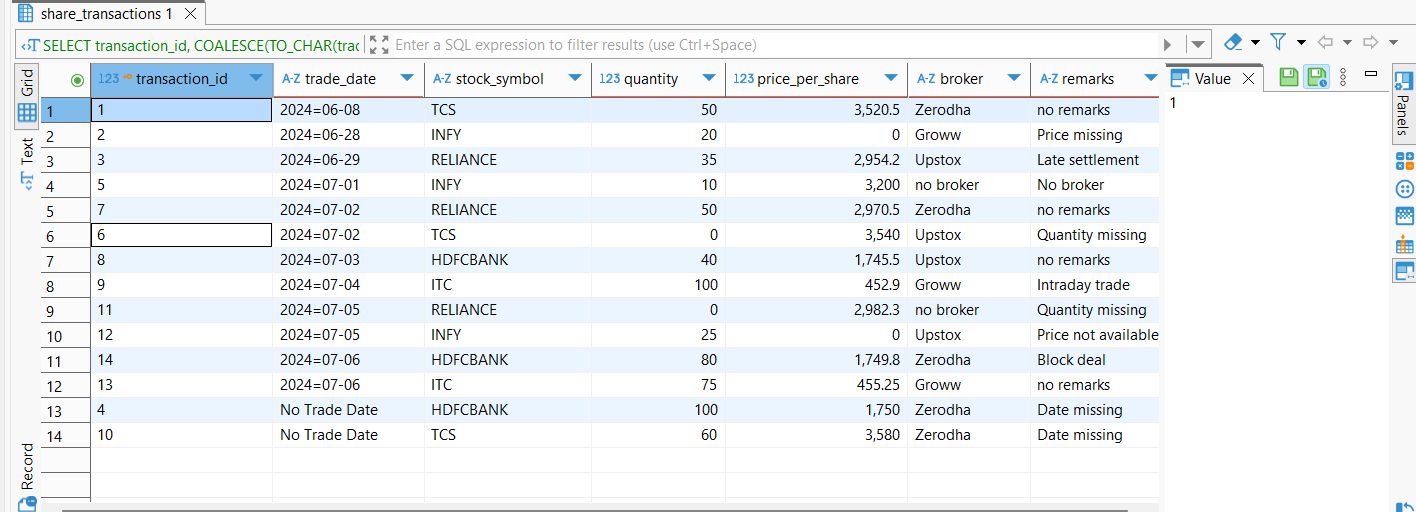 share_transactions 1
SELECT transaction_id, COALESCE(TO_CHAR(trac Enter a SQL expression to filter results (use Ctrl+Space)
Grid
Text
Record
123 transaction_id A-Z trade_date A-Z stock_symbol 123 quantity 123 price_per_share A-Z broker A-Z remarks
1 1 2024=06-08 TCS 50 3,520.5 Zerodha no remarks
2 2 2024=06-28 INFY 20 0 Groww Price missing
3 3 2024=06-29 RELIANCE 35 2,954.2 Upstox Late settlement
4 5 2024=07-01 INFY 10 3,200 no broker No broker
5 7 2024=07-02 RELIANCE 50 2,970.5 Zerodha no remarks
6 6 2024=07-02 TCS 0 3,540 Upstox Quantity missing
7 8 2024=07-03 HDFCBANK 40 1,745.5 Upstox no remarks
8 9 2024=07-04 ITC 100 452.9 Groww Intraday trade
9 11 2024=07-05 RELIANCE 0 2,982.3 no broker Quantity missing
10 12 2024=07-05 INFY 25 0 Upstox Price not available
11 14 2024=07-06 HDFCBANK 80 1,749.8 Zerodha Block deal
12 13 2024=07-06 ITC 75 455.25 Groww no remarks
13 4 No Trade Date HDFCBANK 100 1,750 Zerodha Date missing
14 10 No Trade Date TCS 60 3,580 Zerodha Date missing
Value
1
Panels